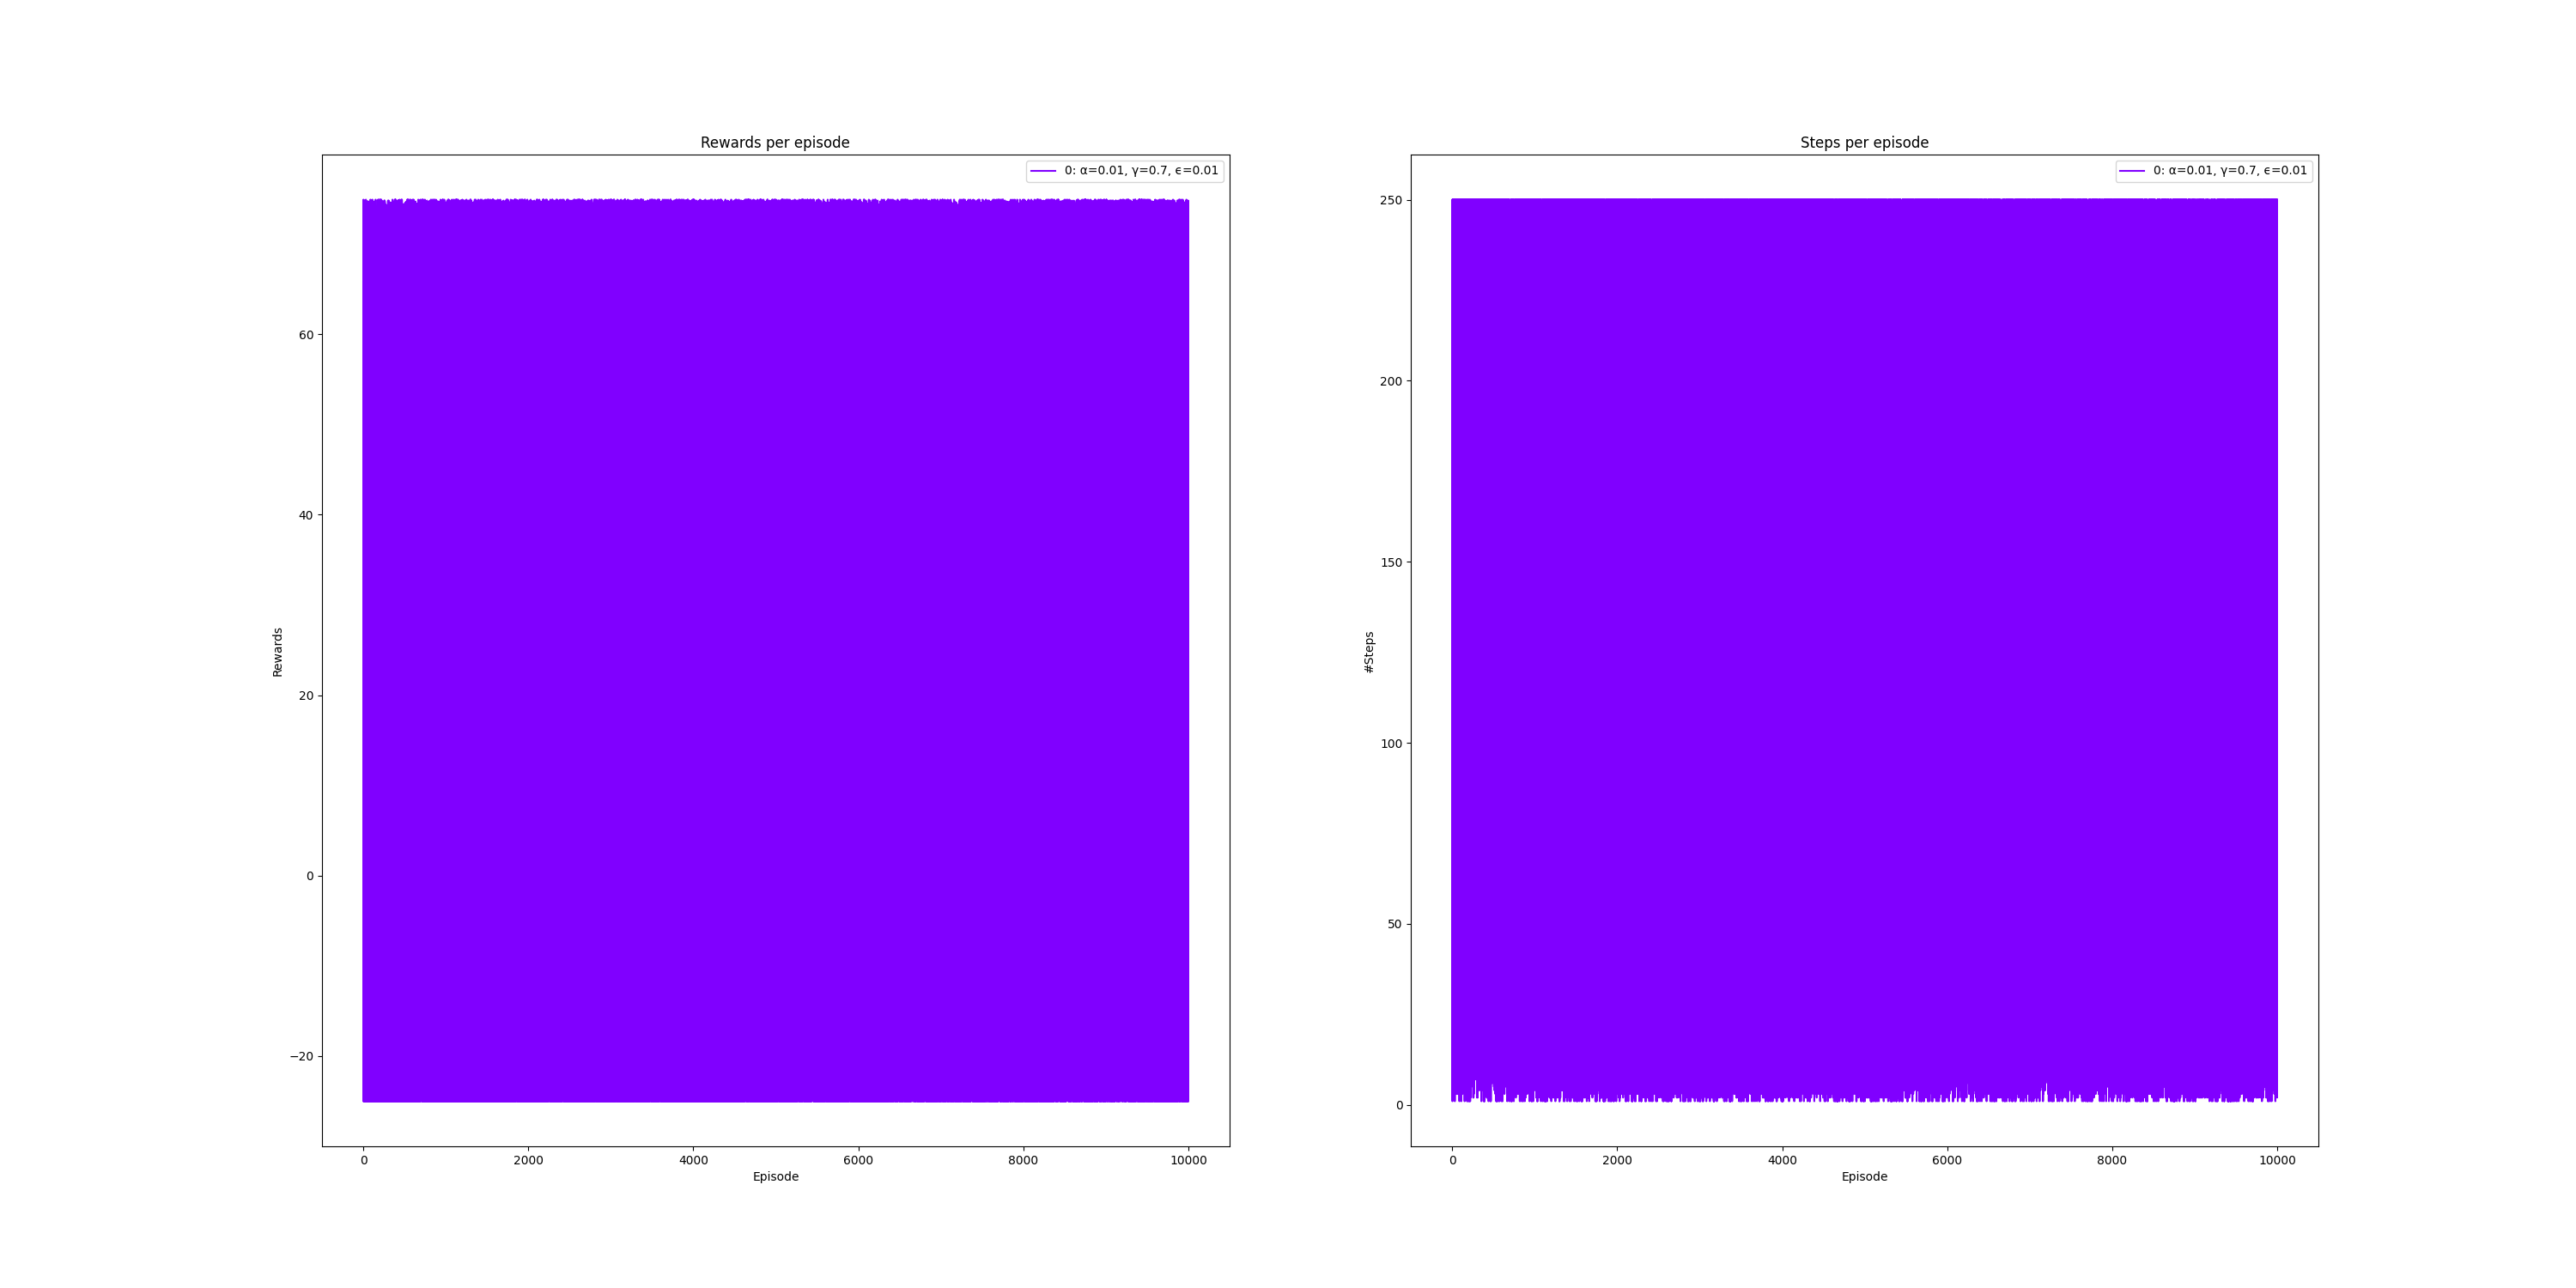 Rewards per episode
0: α=0.01, γ=0.7, ϵ=0.01
60
40
20
0
−20
Rewards
0 2000 4000 6000 8000 10000
Episode
Steps per episode
0: α=0.01, γ=0.7, ϵ=0.01
250
200
150
100
50
0
#Steps
0 2000 4000 6000 8000 10000
Episode